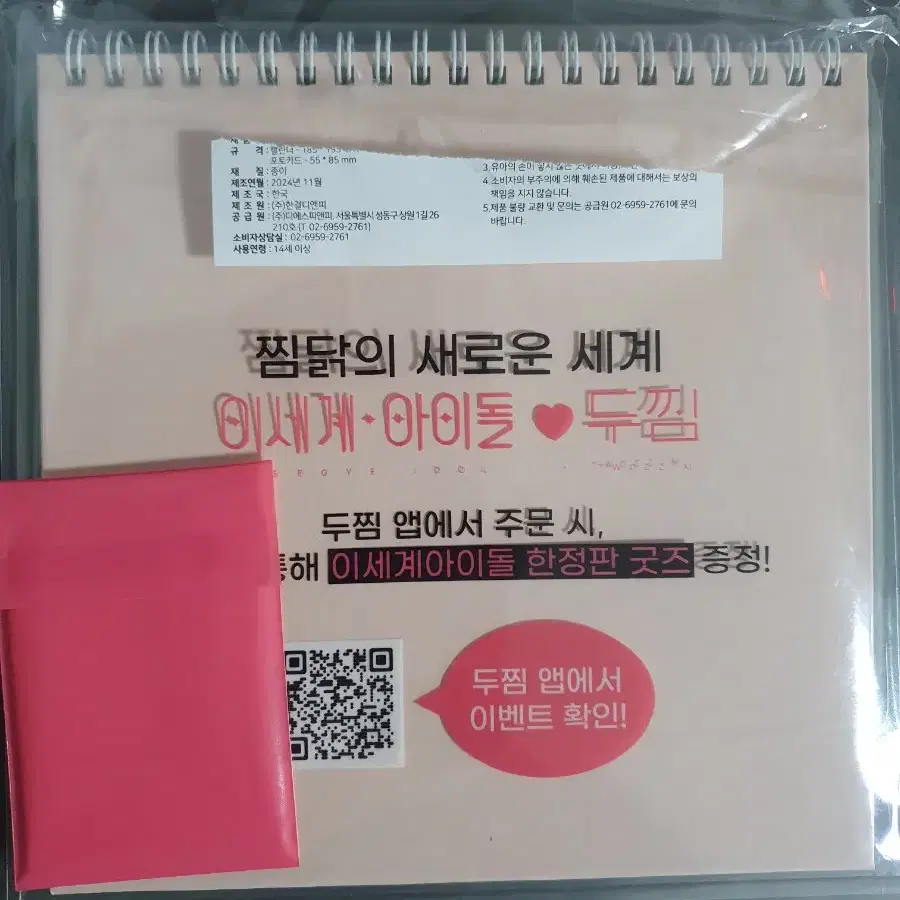 규 격 : 캘린더 - 185*
포토카드 - 55 * 85 mm
재 질 : 종이
제조연월 : 2024년 11월
제 조 국 : 한국
제 조 원 : (주)한결디앤피
공 급 원 : (주)디에스피앤피, 서울특별시 성동구 상원1길 26
210호 (T 02-6959-2761)
소비자상담실 : 02-6959-2761
사용연령 : 14세 이상
3.유아의 손이 닿지 않는
4.소비자의 부주의에 의해 훼손된 제품에 대해서는 보상의
책임을 지지 않습니다.
5.제품 불량 교환 및 문의는 공급원 02-6959-2761에 문의
바랍니다.
찜닭의 새로운 세계
이세계아이돌 ♥ 두찜
SEGYE IDOL
두찜 앱에서 주문 시,
통해 이세계아이돌 한정판 굿즈 증정!
두찜 앱에서
이벤트 확인!